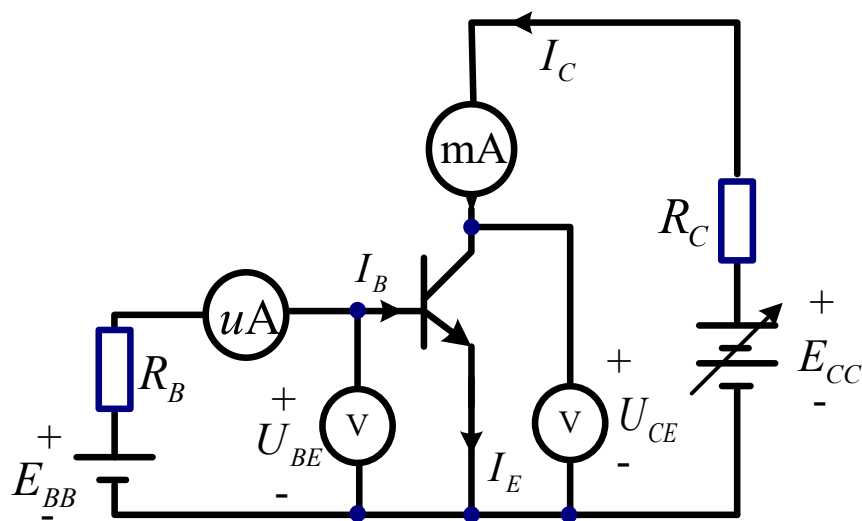 I_C
mA
R_C
+
E_CC
-
I_B
uA
R_B
+
E_BB
-
+
V
U_BE
-
I_E
+
V
U_CE
-